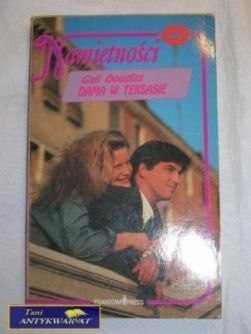 Namiętności
Gail Douglas
DAMA W TEKSASIE
PHANTOM PRESS
Tani
ANTYKWARIAT